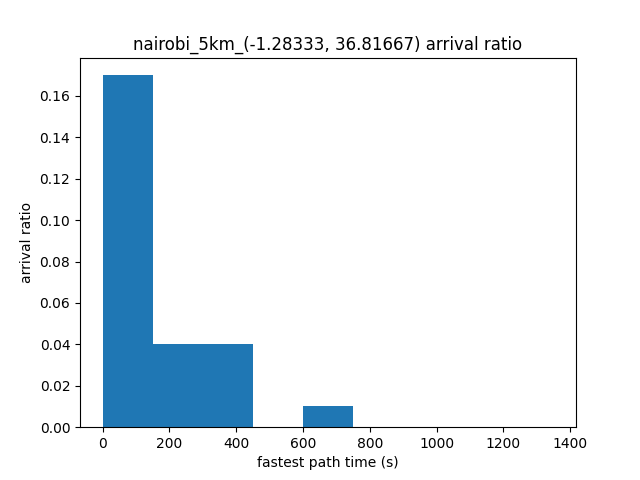 nairobi_5km_(-1.28333, 36.81667) arrival ratio
arrival ratio
0.16
0.14
0.12
0.10
0.08
0.06
0.04
0.02
0.00
0 200 400 600 800 1000 1200 1400
fastest path time (s)